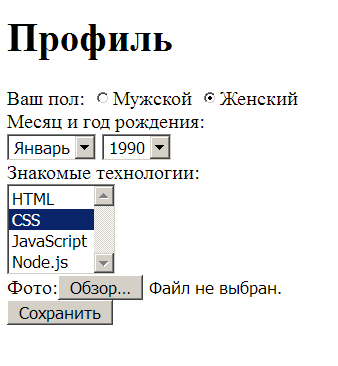 Профиль
Ваш пол: Мужской Женский
Месяц и год рождения:
Январь 1990
Знакомые технологии:
HTML
CSS
JavaScript
Node.js
Фото: Обзор... Файл не выбран.
Сохранить